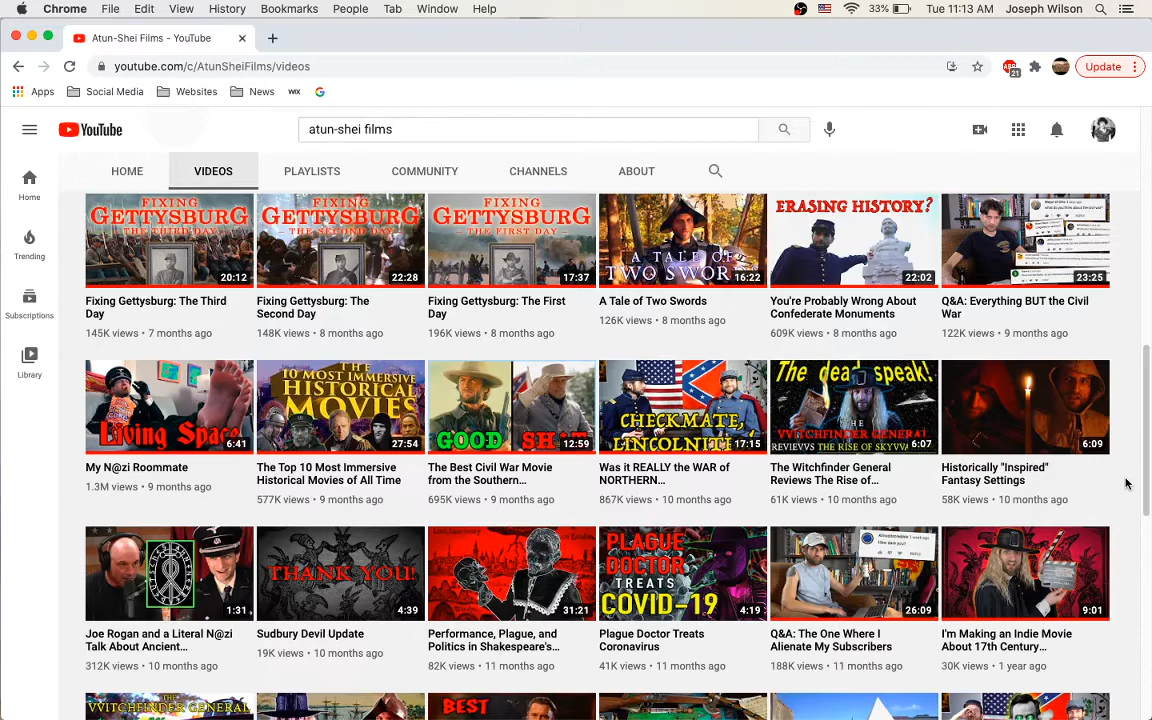 Chrome File Edit View History Bookmarks People Tab Window Help 33% Tue 11:13 AM Joseph Wilson
Atun-Shei Films - YouTube
youtube.com/c/AtunSheiFilms/videos ABP 21 Update
Apps Social Media Websites News WIX G
YouTube atun-shei films
HOME VIDEOS PLAYLISTS COMMUNITY CHANNELS ABOUT
Home
Trending
Subscriptions
Library
FIXING GETTYSBURG
THE THIRD DAY
20:12
FIXING GETTYSBURG
THE SECOND DAY
22:28
FIXING GETTYSBURG
THE FIRST DAY
17:37
A TALE OF
TWO SWORDS
16:22
ERASING HISTORY?
22:02
23:25
Fixing Gettysburg: The Third
Day
145K views • 7 months ago
Fixing Gettysburg: The
Second Day
148K views • 8 months ago
Fixing Gettysburg: The First
Day
196K views • 8 months ago
A Tale of Two Swords
126K views • 8 months ago
You're Probably Wrong About
Confederate Monuments
609K views • 8 months ago
Q&A: Everything BUT the Civil
War
122K views • 9 months ago
Living Space
6:41
THE
10 MOST IMMERSIVE
HISTORICAL
MOVIES
27:54
GOOD SH*T
12:59
CHECKMATE,
LINCOLNITES
17:15
The dead speak!
THE
VVITCHFINDER GENERAL
REVIEVVS THE RISE OF SKYVVA
6:07
6:09
My N@zi Roommate
1.3M views • 9 months ago
The Top 10 Most Immersive
Historical Movies of All Time
577K views • 9 months ago
The Best Civil War Movie
from the Southern...
695K views • 9 months ago
Was it REALLY the WAR of
NORTHERN...
867K views • 10 months ago
The Witchfinder General
Reviews The Rise of...
61K views • 10 months ago
Historically "Inspired"
Fantasy Settings
58K views • 10 months ago
1:31
THANK YOU!
4:39
31:21
PLAGUE
DOCTOR
TREATS
COVID-19
4:19
26:09
9:01
Joe Rogan and a Literal N@zi
Talk About Ancient...
312K views • 10 months ago
Sudbury Devil Update
19K views • 10 months ago
Performance, Plague, and
Politics in Shakespeare's...
82K views • 11 months ago
Plague Doctor Treats
Coronavirus
41K views • 11 months ago
Q&A: The One Where I
Alienate My Subscribers
188K views • 11 months ago
I'm Making an Indie Movie
About 17th Century...
30K views • 1 year ago
THE
VVITCHFINDER GENERAL
BEST